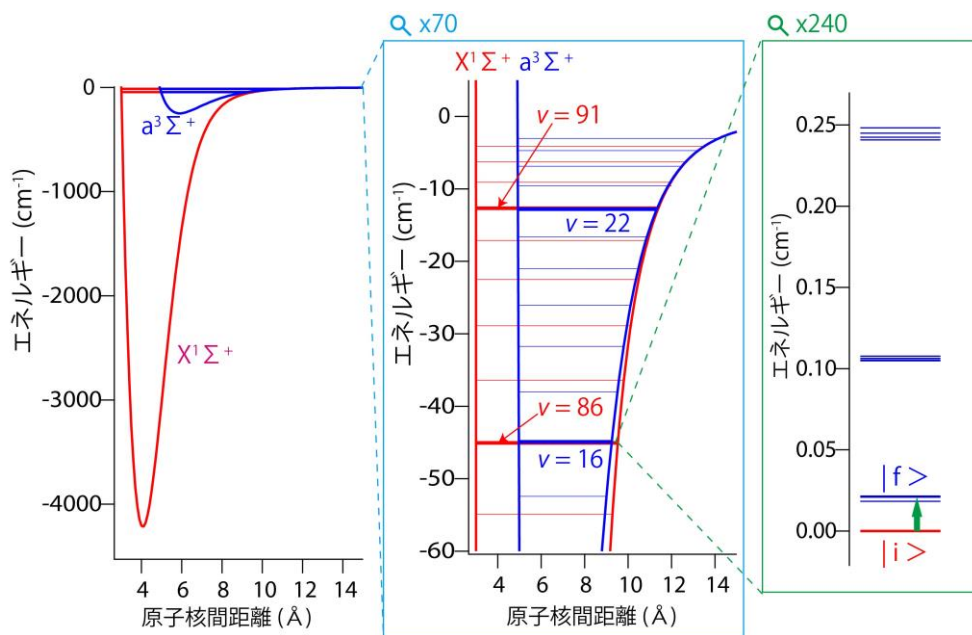 x70
x240
0
-1000
-2000
-3000
-4000
エネルギー (cm⁻¹)
a³Σ⁺
X¹Σ⁺
4 6 8 10 12 14
原子核間距離 (Å)
X¹Σ⁺ a³Σ⁺
0
-10
-20
-30
-40
-50
-60
エネルギー (cm⁻¹)
v = 91
v = 22
v = 86
v = 16
4 6 8 10 12 14
原子核間距離 (Å)
0.25
0.20
0.15
0.10
0.05
0.00
エネルギー (cm⁻¹)
|f>
|i>